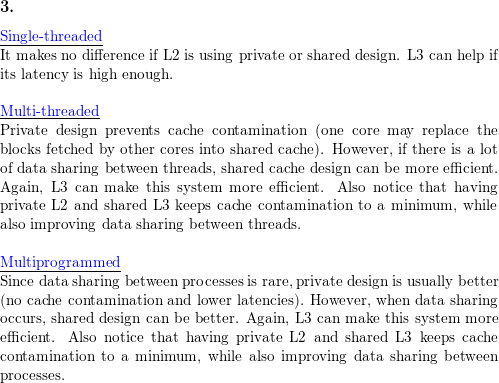 3.
Single-threaded
It makes no difference if L2 is using private or shared design. L3 can help if
its latency is high enough.
Multi-threaded
Private design prevents cache contamination (one core may replace the
blocks fetched by other cores into shared cache). However, if there is a lot
of data sharing between threads, shared cache design can be more efficient.
Again, L3 can make this system more efficient. Also notice that having
private L2 and shared L3 keeps cache contamination to a minimum, while
also improving data sharing between threads.
Multiprogrammed
Since data sharing between processes is rare, private design is usually better
(no cache contamination and lower latencies). However, when data sharing
occurs, shared design can be better. Again, L3 can make this system more
efficient. Also notice that having private L2 and shared L3 keeps cache
contamination to a minimum, while also improving data sharing between
processes.